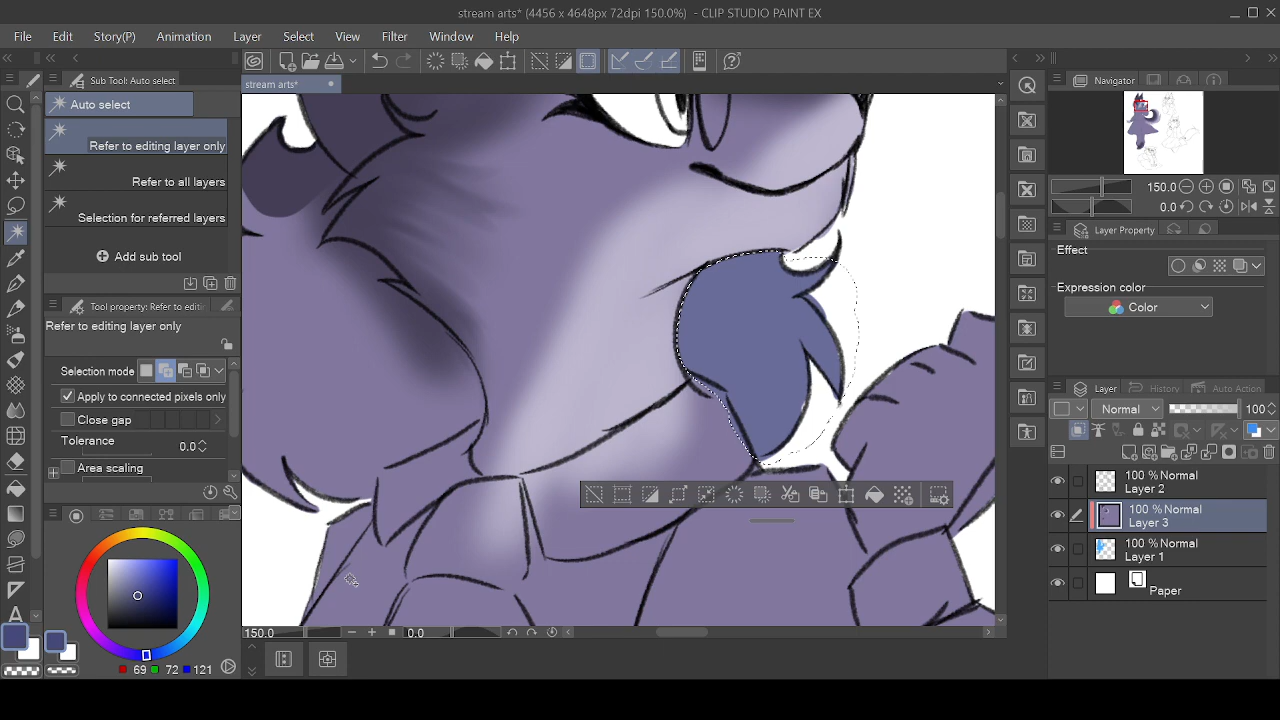 stream arts* (4456 x 4648px 72dpi 150.0%) - CLIP STUDIO PAINT EX
File Edit Story(P) Animation Layer Select View Filter Window Help
Sub Tool: Auto select
stream arts*
Navigator
Auto select
Refer to editing layer only
Refer to all layers
Selection for referred layers
Add sub tool
150.0
0.0
Layer Property
Effect
Expression color
Color
Tool property: Refer to editi
Refer to editing layer only
Selection mode
Apply to connected pixels only
Close gap
Tolerance
0.0
Area scaling
Layer History Auto Action
Normal 100
100 % Normal
Layer 2
100 % Normal
Layer 3
100 % Normal
Layer 1
Paper
A
150.0
0.0
69 72 121